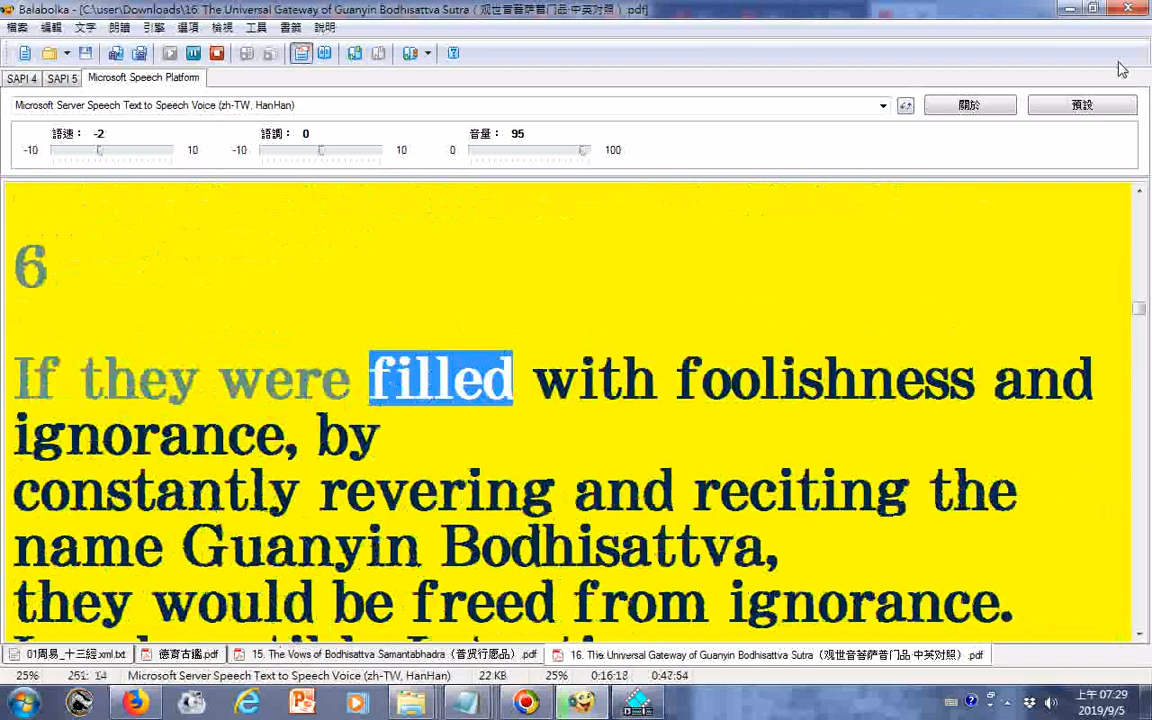 Balabolka - [C:\user\Downloads\16. The Universal Gateway of Guanyin Bodhisattva Sutra（观世音菩萨普门品·中英对照）.pdf]
檔案 編輯 文字 朗讀 引擎 選項 檢視 工具 書籤 說明
SAPI 4 SAPI 5 Microsoft Speech Platform
Microsoft Server Speech Text to Speech Voice (zh-TW, HanHan) 關於 預設
語速： -2 語調： 0 音量： 95
-10 10 -10 10 0 100
6
If they were filled with foolishness and
ignorance, by
constantly revering and reciting the
name Guanyin Bodhisattva,
they would be freed from ignorance.
01周易_十三經.xml.txt 德育古鑑.pdf 15. The Vows of Bodhisattva Samantabhadra（普贤行愿品）.pdf 16. The Universal Gateway of Guanyin Bodhisattva Sutra（观世音菩萨普门品·中英对照）.pdf
25% 251: 14 Microsoft Server Speech Text to Speech Voice (zh-TW, HanHan) 22 KB 25% 0:16:13 0:47:54
上午 07:29
2019/9/5